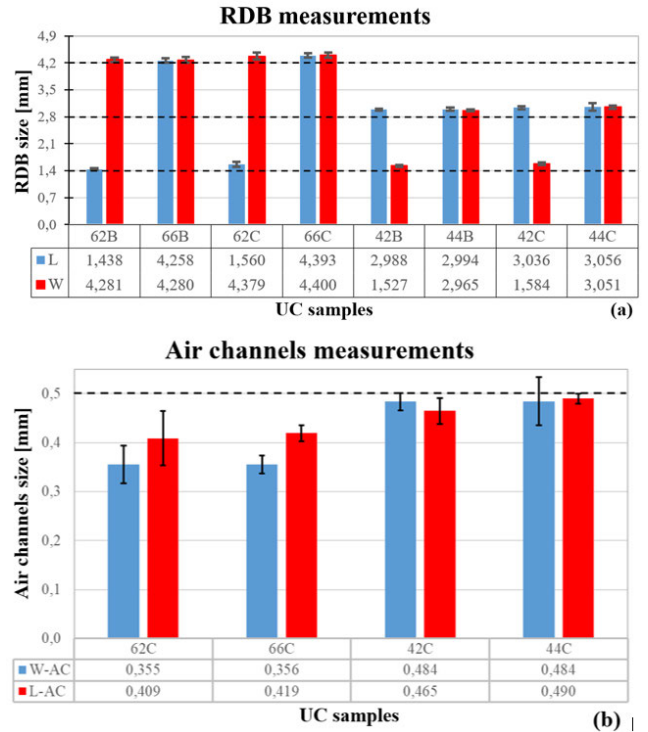 RDB measurements
RDB size [mm]
4,9
4,2
3,5
2,8
2,1
1,4
0,7
0,0
62B 66B 62C 66C 42B 44B 42C 44C
L 1,438 4,258 1,560 4,393 2,988 2,994 3,036 3,056
W 4,281 4,280 4,379 4,400 1,527 2,965 1,584 3,051
UC samples
(a)
Air channels measurements
Air channels size [mm]
0,5
0,4
0,3
0,2
0,1
0,0
62C 66C 42C 44C
W-AC 0,355 0,356 0,484 0,484
L-AC 0,409 0,419 0,465 0,490
UC samples
(b)